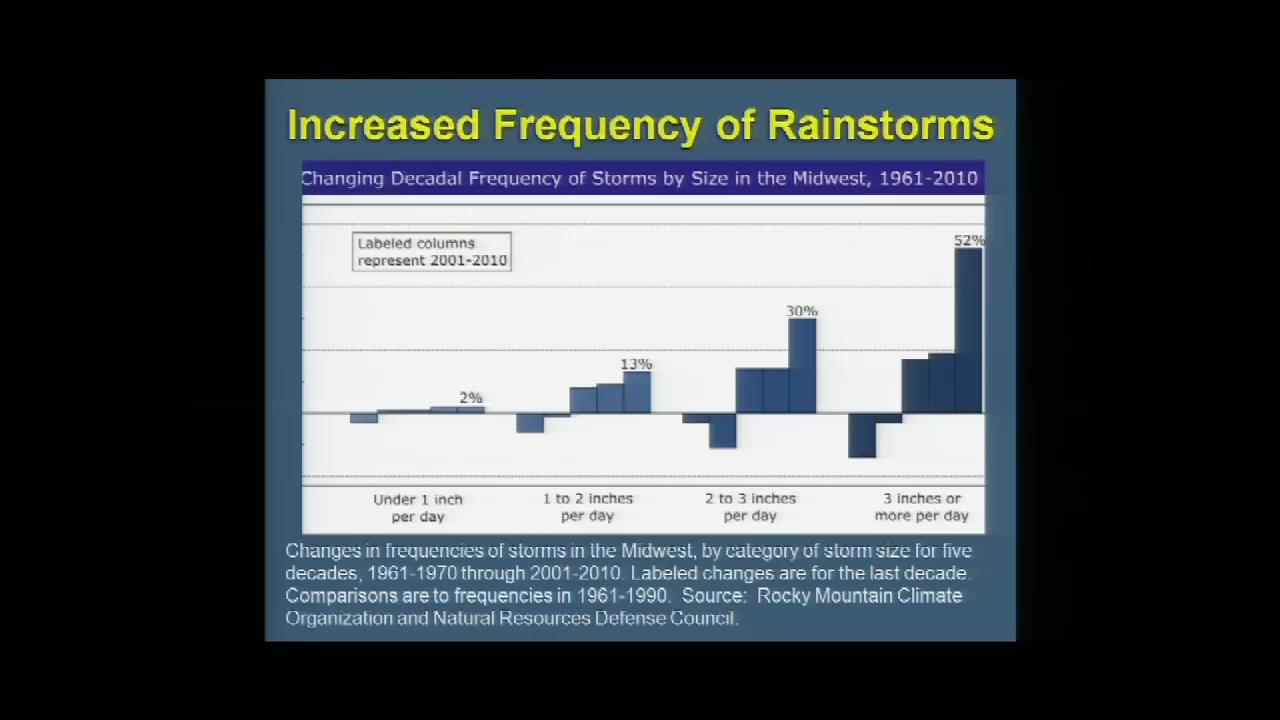 Increased Frequency of Rainstorms
Changing Decadal Frequency of Storms by Size in the Midwest, 1961-2010
Labeled columns
represent 2001-2010
2%
13%
30%
52%
Under 1 inch
per day
1 to 2 inches
per day
2 to 3 inches
per day
3 inches or
more per day
Changes in frequencies of storms in the Midwest, by category of storm size for five
decades, 1961-1970 through 2001-2010. Labeled changes are for the last decade.
Comparisons are to frequencies in 1961-1990. Source: Rocky Mountain Climate
Organization and Natural Resources Defense Council.